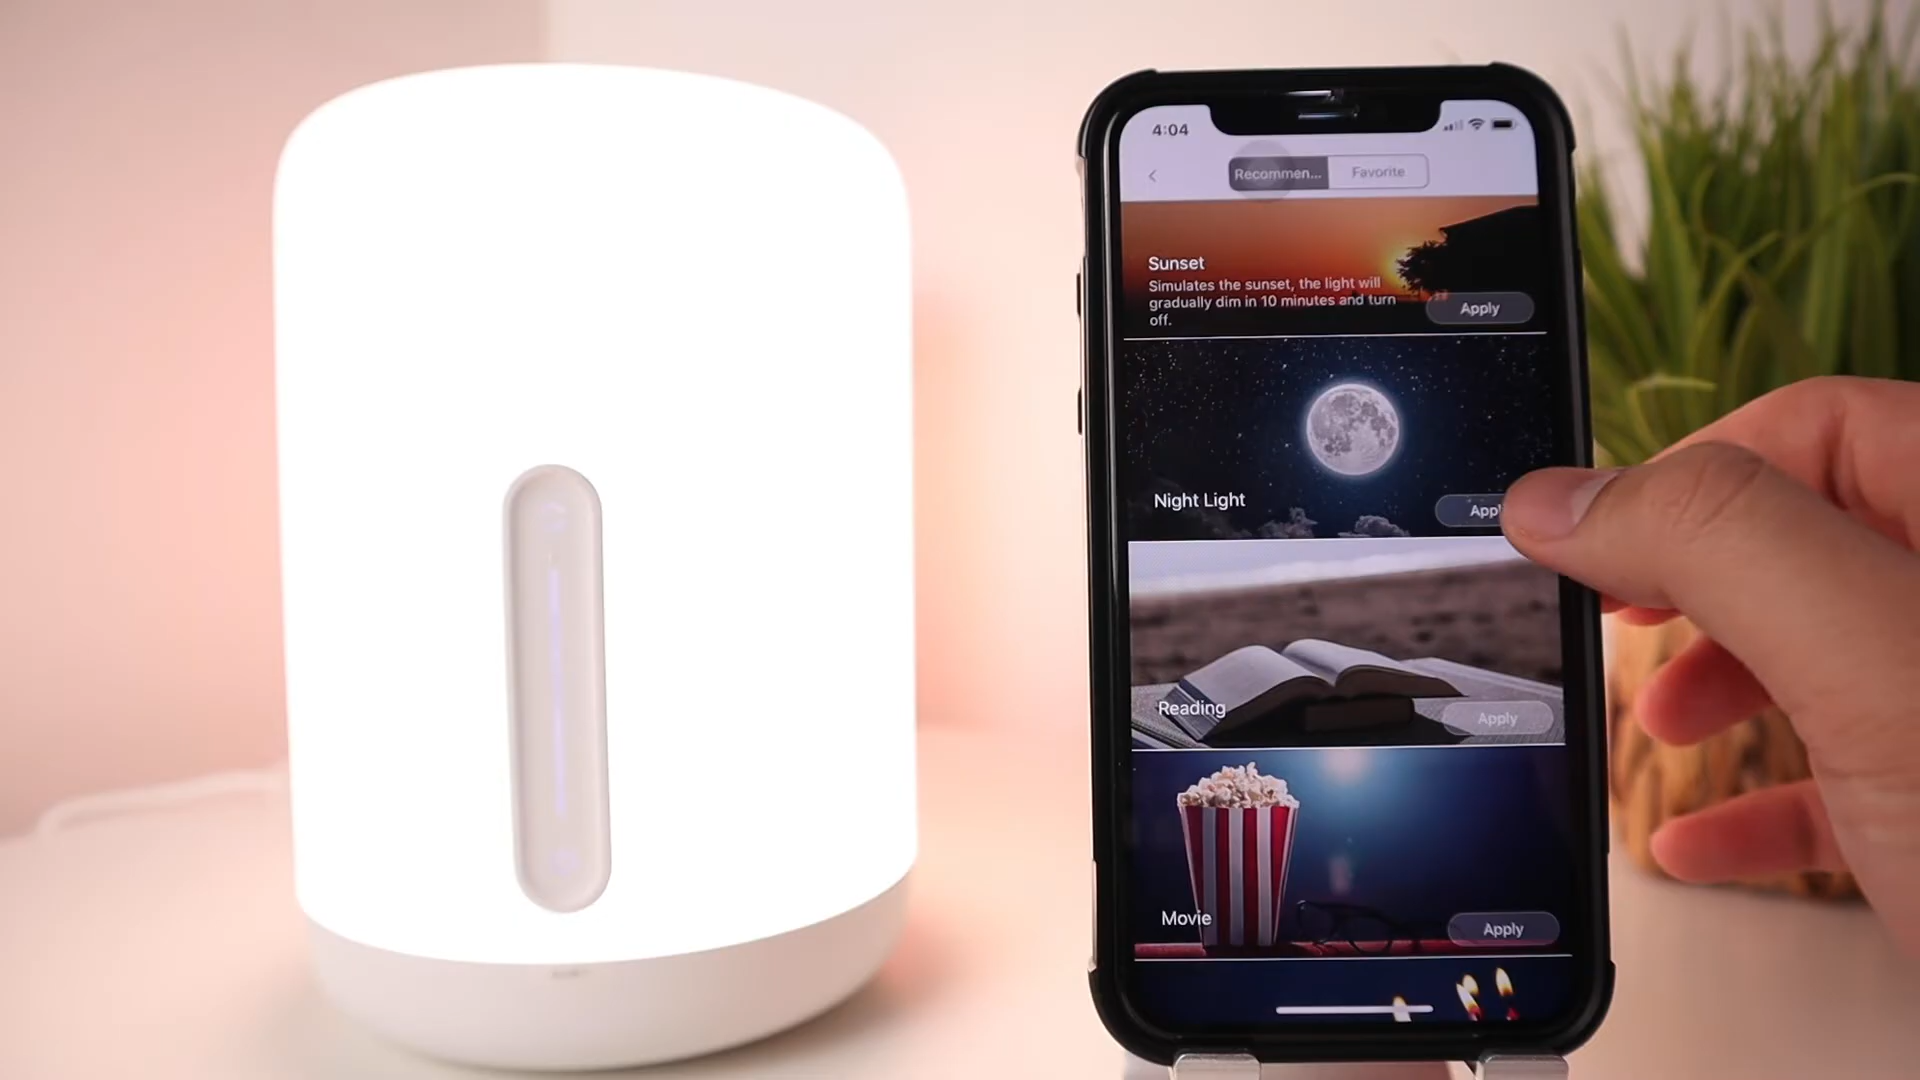 4:04
Recommen... Favorite
Sunset
Simulates the sunset, the light will
gradually dim in 10 minutes and turn
off.
Apply
Night Light
Appl
Reading
Apply
Movie
Apply